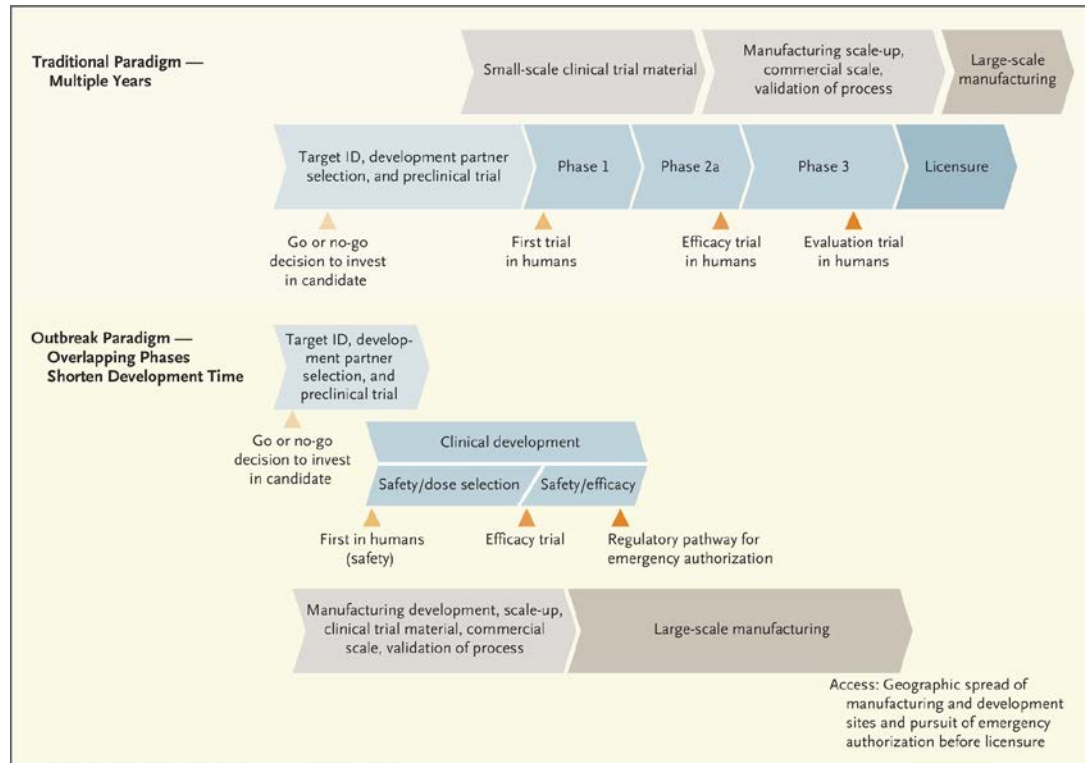 Traditional Paradigm —
Multiple Years
Small-scale clinical trial material
Manufacturing scale-up,
commercial scale,
validation of process
Large-scale
manufacturing
Target ID, development partner
selection, and preclinical trial
Phase 1
Phase 2a
Phase 3
Licensure
Go or no-go
decision to invest
in candidate
First trial
in humans
Efficacy trial
in humans
Evaluation trial
in humans
Outbreak Paradigm —
Overlapping Phases
Shorten Development Time
Target ID, develop-
ment partner
selection, and
preclinical trial
Go or no-go
decision to invest
in candidate
Clinical development
Safety/dose selection
Safety/efficacy
First in humans
(safety)
Efficacy trial
Regulatory pathway for
emergency authorization
Manufacturing development, scale-up,
clinical trial material, commercial
scale, validation of process
Large-scale manufacturing
Access: Geographic spread of
manufacturing and development
sites and pursuit of emergency
authorization before licensure